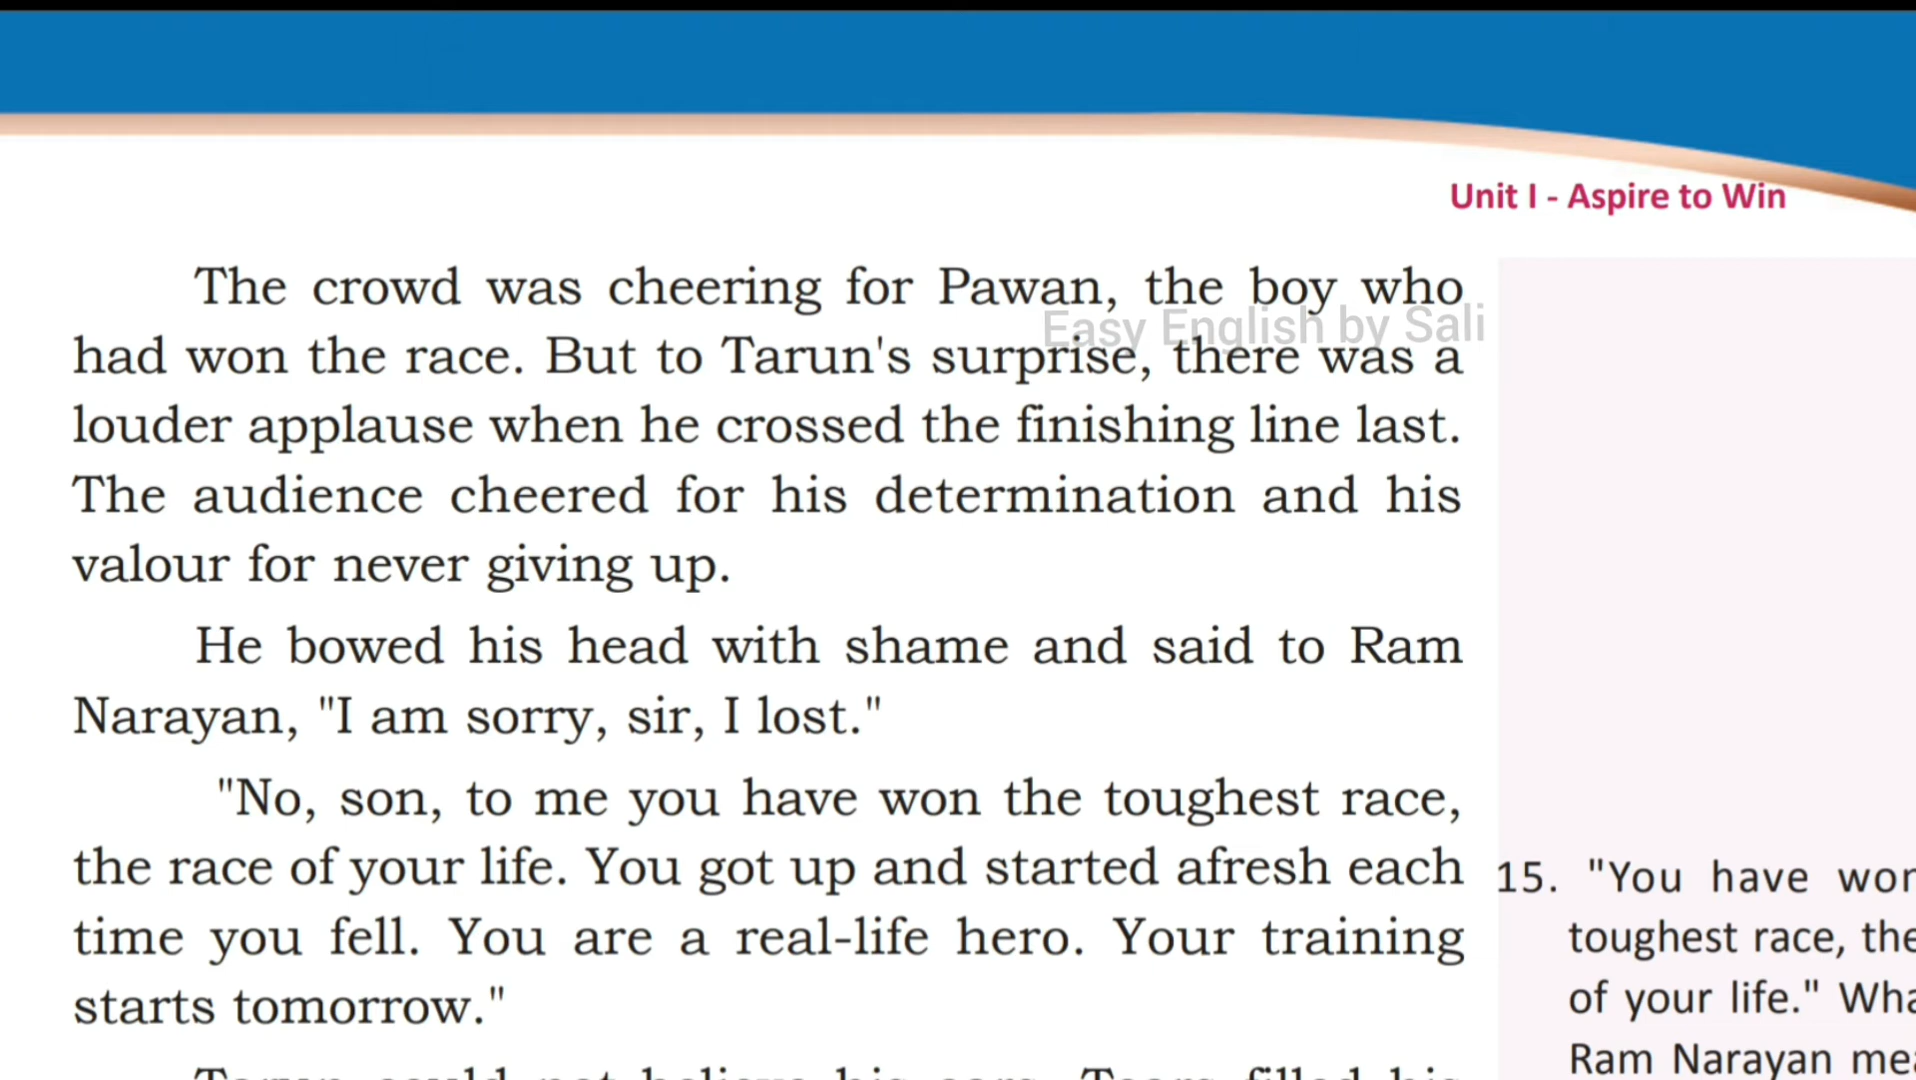 Unit I - Aspire to Win
The crowd was cheering for Pawan, the boy who
Easy English by Sali
had won the race. But to Tarun's surprise, there was a
louder applause when he crossed the finishing line last.
The audience cheered for his determination and his
valour for never giving up.
He bowed his head with shame and said to Ram
Narayan, "I am sorry, sir, I lost."
"No, son, to me you have won the toughest race,
the race of your life. You got up and started afresh each
time you fell. You are a real-life hero. Your training
starts tomorrow."
15. "You have
toughest race,
of your life."
Ram Narayan